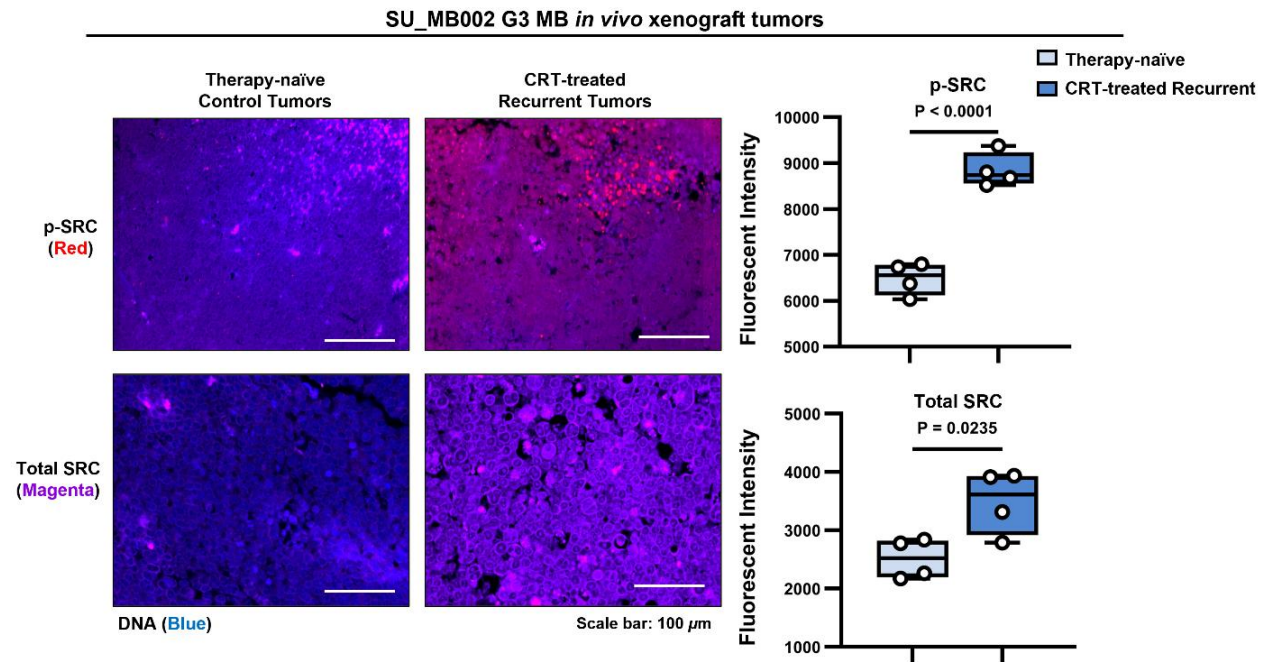 SU_MB002 G3 MB in vivo xenograft tumors
Therapy-naïve
Control Tumors
CRT-treated
Recurrent Tumors
Therapy-naïve
CRT-treated Recurrent
p-SRC
(Red)
Total SRC
(Magenta)
DNA (Blue)
Scale bar: 100 µm
p-SRC
P < 0.0001
Fluorescent Intensity
10000
9000
8000
7000
6000
5000
Total SRC
P = 0.0235
Fluorescent Intensity
5000
4000
3000
2000
1000